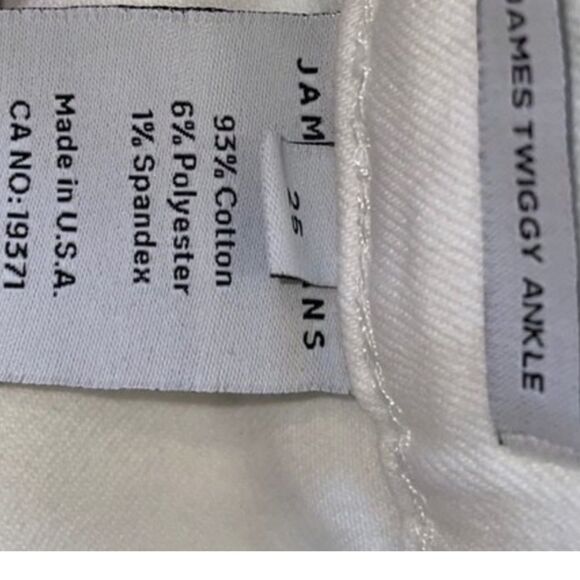 JAM NS
25
93% Cotton
6% Polyester
1% Spandex
Made in U.S.A.
CA NO:19371
JAMES TWIGGY ANKLE